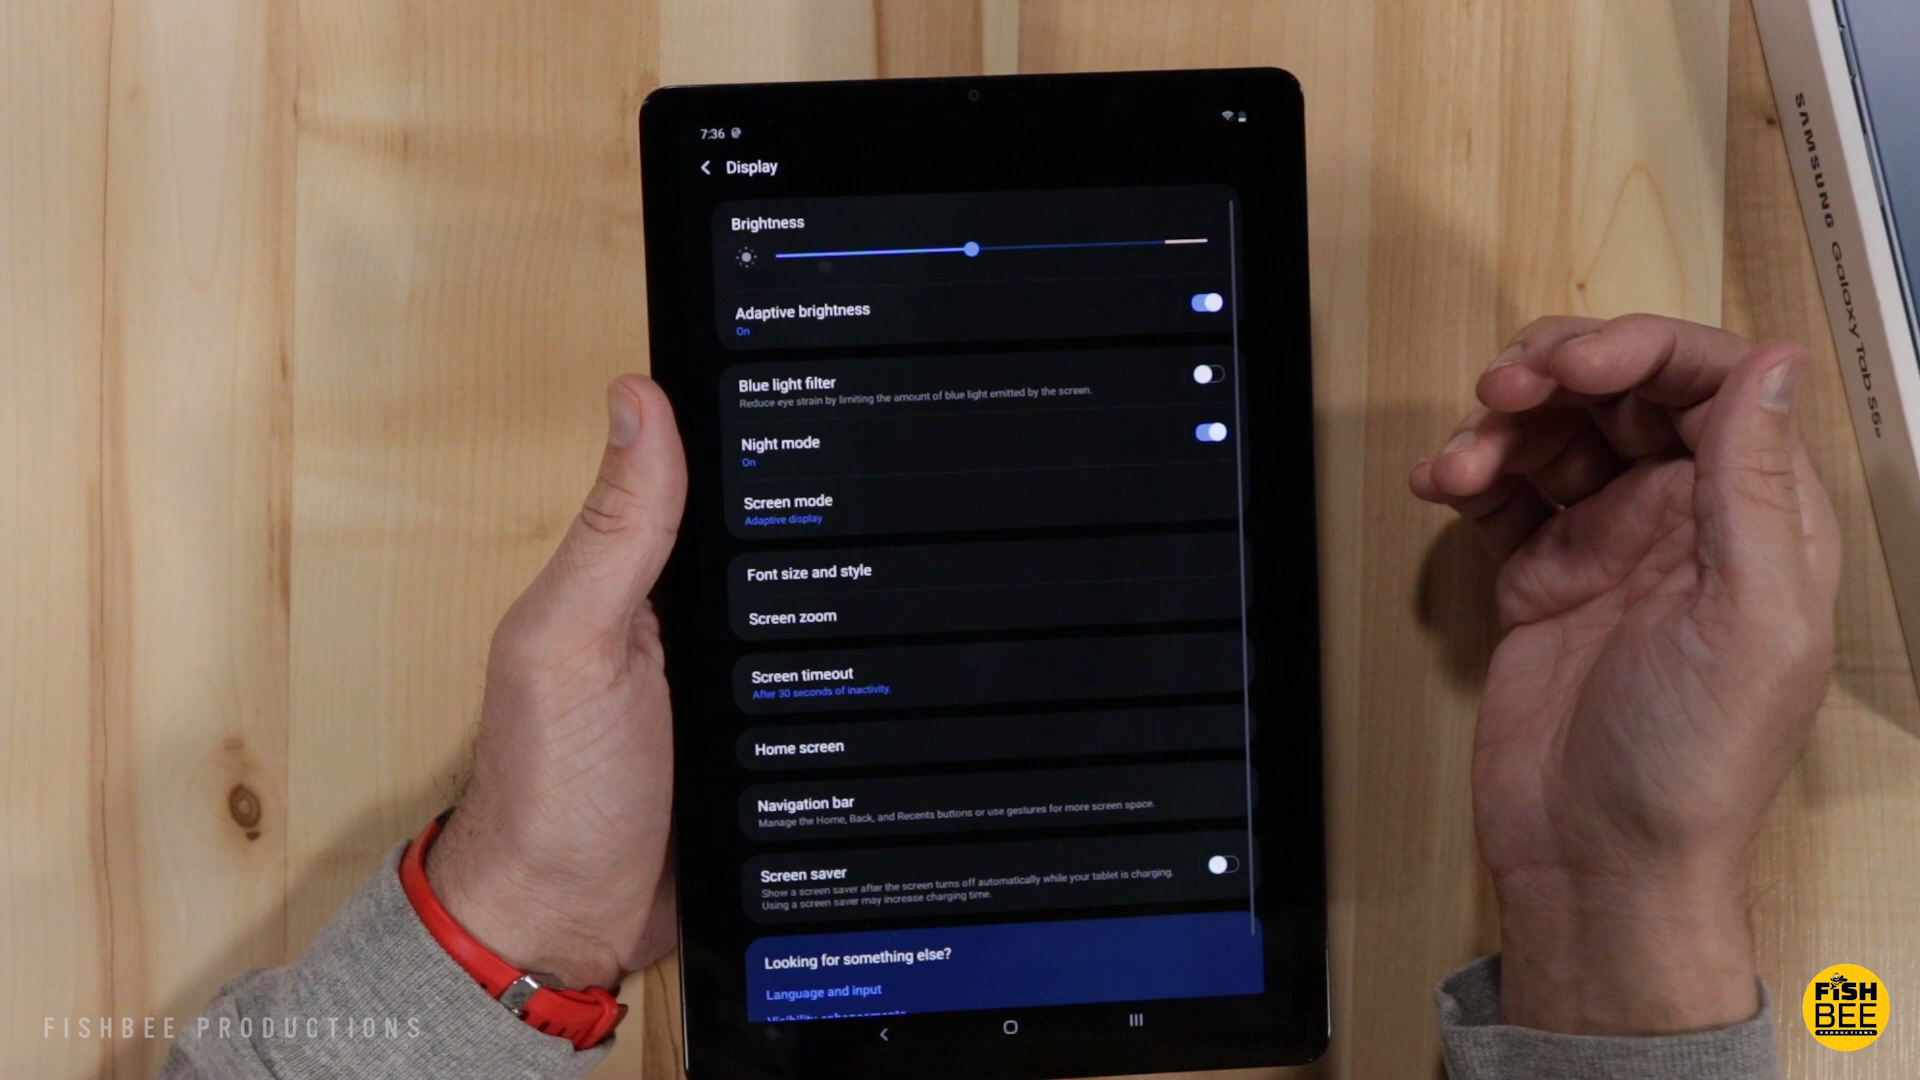 7:36
Display
Brightness
Adaptive brightness
On
Blue light filter
Reduce eye strain by limiting the amount of blue light emitted by the screen.
Night mode
On
Screen mode
Adaptive display
Font size and style
Screen zoom
Screen timeout
After 30 seconds of inactivity.
Home screen
Navigation bar
Manage the Home, Back, and Recents buttons or use gestures for more screen space.
Screen saver
Show a screen saver after the screen turns off automatically while your tablet is charging.
Using a screen saver may increase charging time.
Looking for something else?
Language and input
Visibility enhancements
SAMSUNG Galaxy Tab S5e
FISHBEE PRODUCTIONS
FISH
BEE
PRODUCTIONS